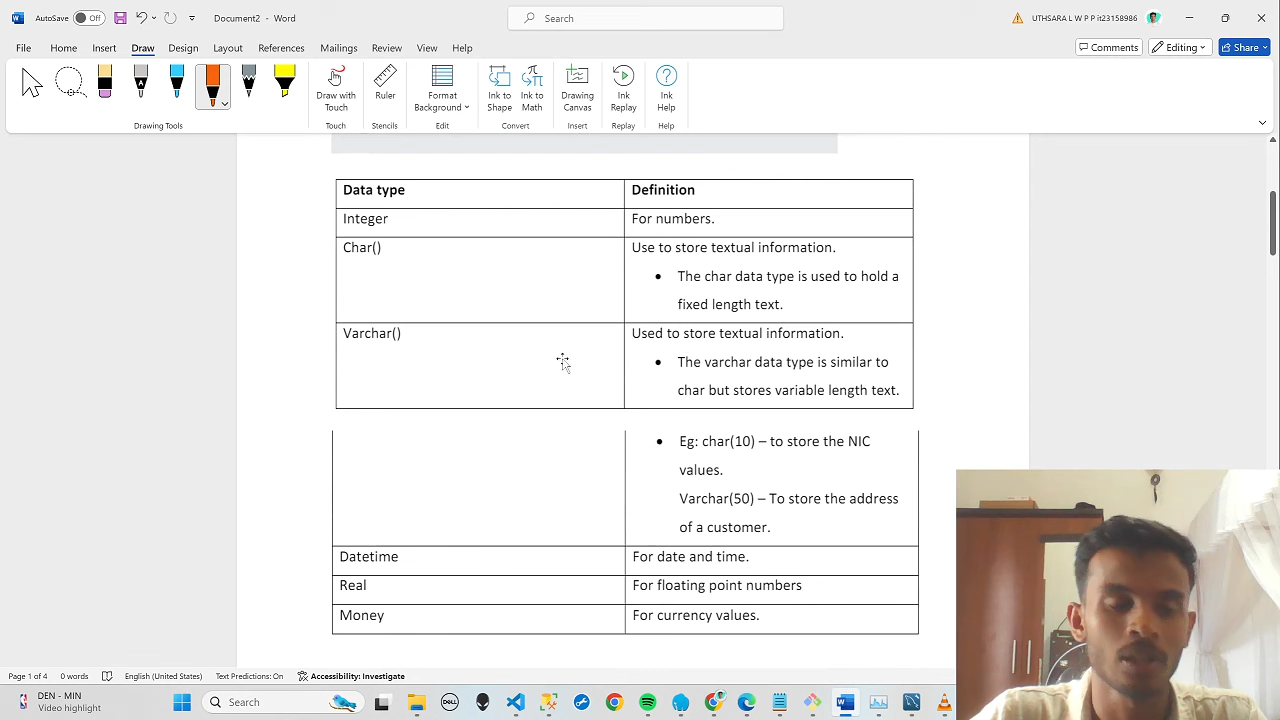 AutoSave Off Document2 - Word Search UTHSARA L W P P it23158986
File Home Insert Draw Design Layout References Mailings Review View Help Comments Editing Share
Draw with Touch Ruler Format Background Ink to Shape Ink to Math Drawing Canvas Ink Replay Ink Help
Drawing Tools Touch Stencils Edit Convert Insert Replay Help
Data type Definition
Integer For numbers.
Char() Use to store textual information.
• The char data type is used to hold a
fixed length text.
Varchar() Used to store textual information.
• The varchar data type is similar to
char but stores variable length text.
• Eg: char(10) – to store the NIC
values.
Varchar(50) – To store the address
of a customer.
Datetime For date and time.
Real For floating point numbers
Money For currency values.
Page 1 of 4 0 words English (United States) Text Predictions: On Accessibility: Investigate
DEN - MIN
Video highlight
Search